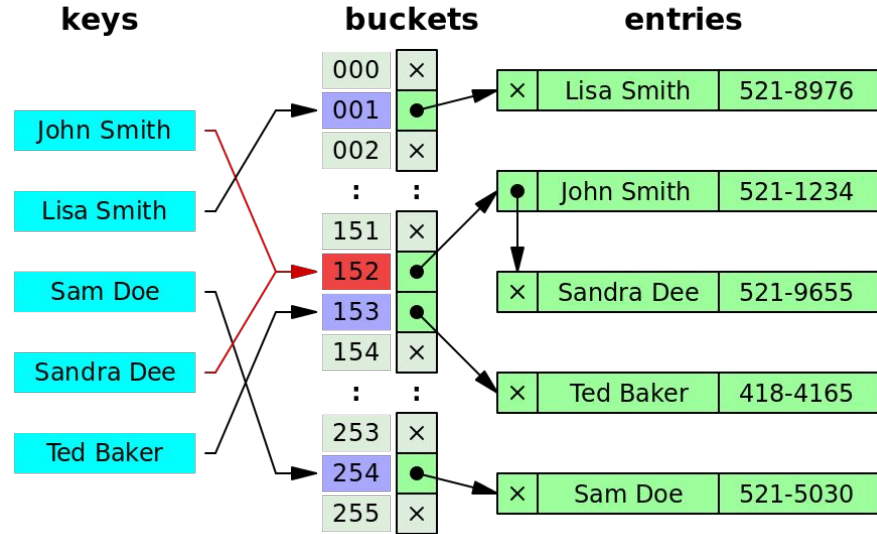 keys
buckets
entries
John Smith
Lisa Smith
Sam Doe
Sandra Dee
Ted Baker
000 ×
001
002 ×
: :
151 ×
152
153
154 ×
: :
253 ×
254
255 ×
× Lisa Smith 521-8976
John Smith 521-1234
× Sandra Dee 521-9655
× Ted Baker 418-4165
× Sam Doe 521-5030